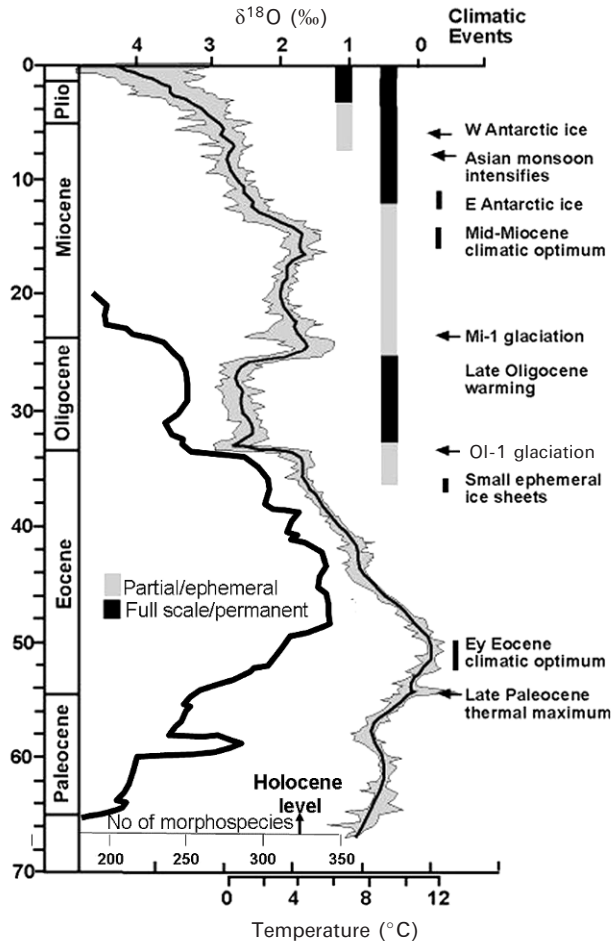 δ¹⁸O (‰)
Climatic
Events
4 3 2 1 0
0
10
20
30
40
50
60
70
Plio
Miocene
Oligocene
Eocene
Paleocene
W Antarctic ice
Asian monsoon
intensifies
E Antarctic ice
Mid-Miocene
climatic optimum
Mi-1 glaciation
Late Oligocene
warming
OI-1 glaciation
Small ephemeral
ice sheets
Partial/ephemeral
Full scale/permanent
Ey Eocene
climatic optimum
Late Paleocene
thermal maximum
Holocene
level
No of morphospecies
200 250 300 350
0 4 8 12
Temperature (°C)